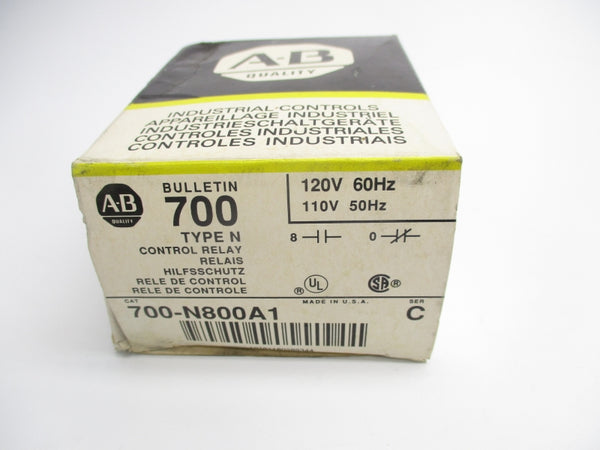 A-B
QUALITY
INDUSTRIAL·CONTROLS
APPAREILLAGE INDUSTRIEL
INDUSTRIESCHALTGERÄTE
CONTROLES INDUSTRIALES
CONTROLES INDUSTRIAIS
A-B
QUALITY
BULLETIN
700
TYPE N
CONTROL RELAY
RELAIS
HILFSSCHUTZ
RELE DE CONTROL
RELE DE CONTROLE
120V 60Hz
110V 50Hz
8 0
UL ® SA ®
MADE IN U.S.A.
CAT SER
700-N800A1 C